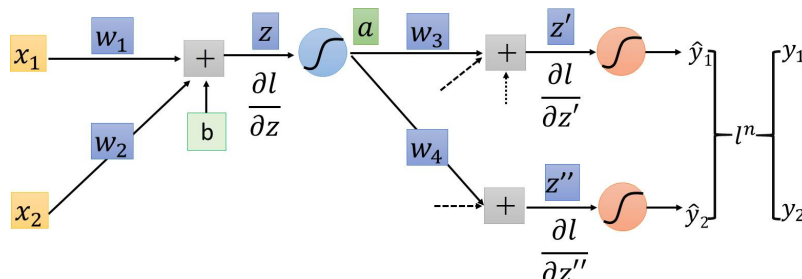 x₁ w₁ + z a w₃ + z′ ŷ₁ y₁
∂l/∂z ∂l/∂z′
b
w₂ w₄ lⁿ
x₂ + z′′ ŷ₂ y₂
∂l/∂z′′